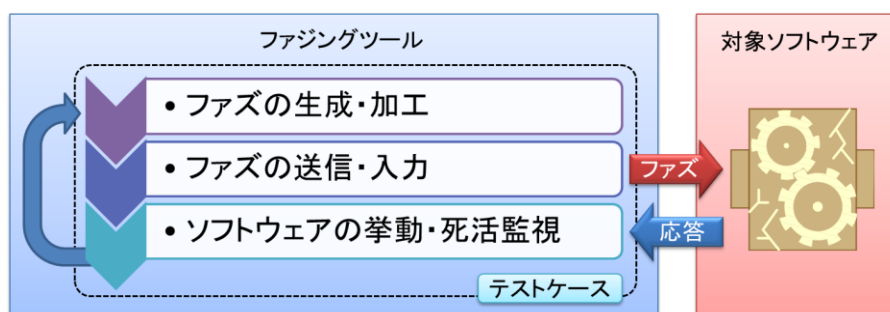 ファジングツール
• ファズの生成・加工
• ファズの送信・入力
• ソフトウェアの挙動・死活監視
テストケース
ファズ
応答
対象ソフトウェア